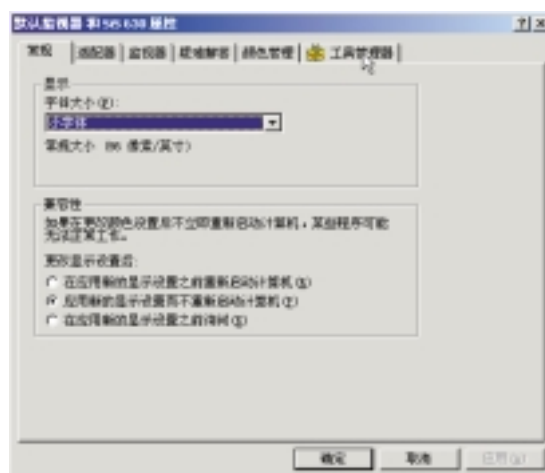 默认监视器 和 SiS 630 属性
常规 适配器 监视器 疑难解答 颜色管理 工具管理器
显示
字体大小(F):
小字体
常规大小 (96 像素/英寸)
兼容性
如果在更改颜色设置后不立即重新启动计算机，某些程序可能
无法正常工作。
更改显示设置后:
在应用新的显示设置之前重新启动计算机(R)
应用新的显示设置而不重新启动计算机(P)
在应用新的显示设置之前询问(Q)
确定 取消 应用(A)